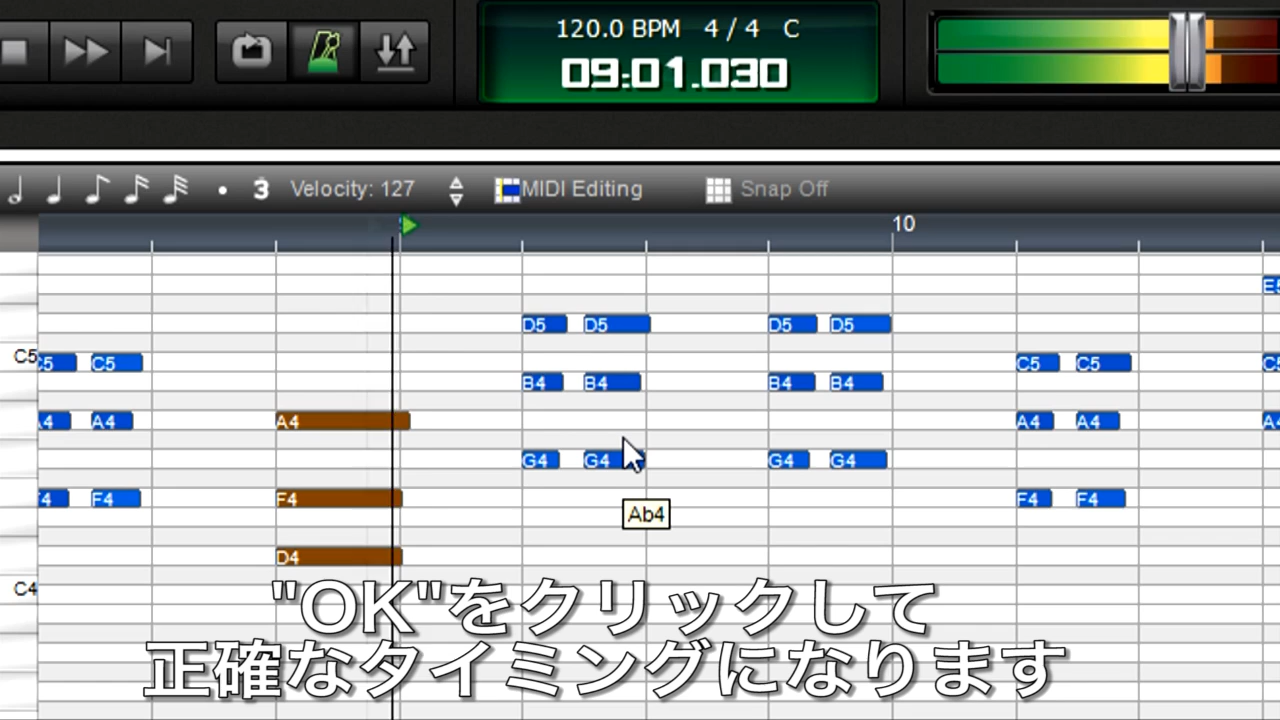 120.0 BPM 4 / 4 C
09:01.030
3 Velocity: 127 MIDI Editing Snap Off
10
D5 D5 D5 D5
C5 C5 C5 C5
B4 B4 B4 B4
A4 A4 A4 A4
G4 G4 G4 G4
F4 F4 F4 F4
Ab4
D4
C4
"OK"をクリックして
正確なタイミングになります